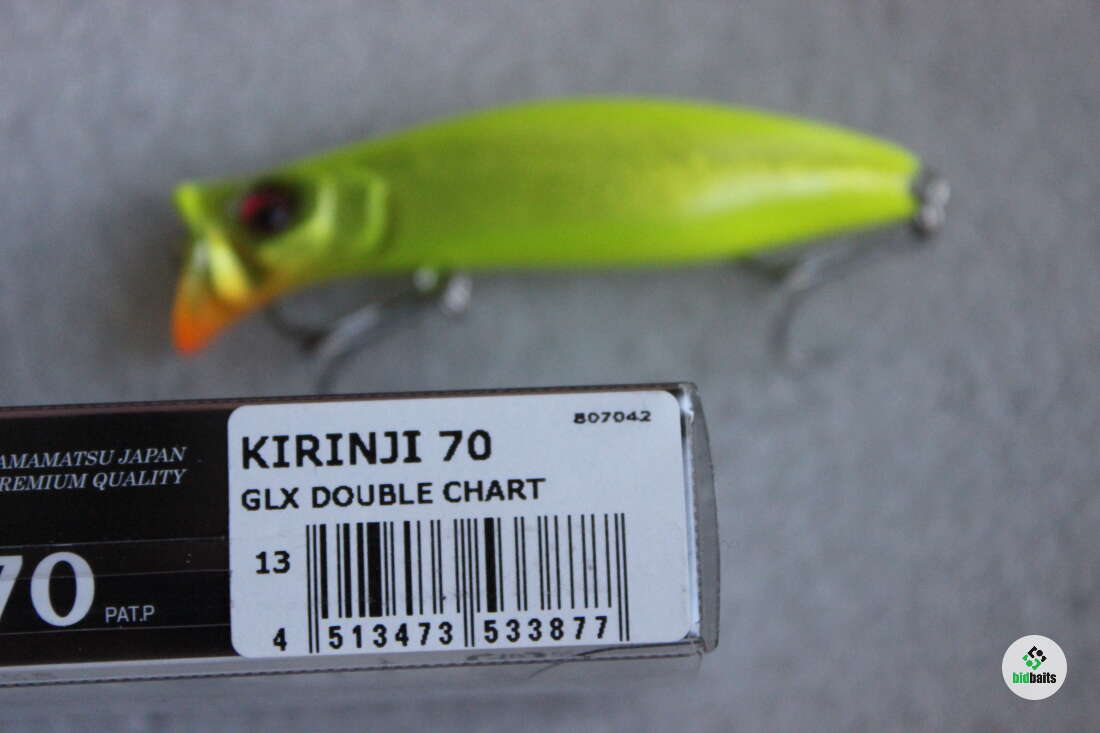 807042
KIRINJI 70
GLX DOUBLE CHART
13
4 513473 533877
AMAMATSU JAPAN
REMIUM QUALITY
70 PAT.P
bidbaits